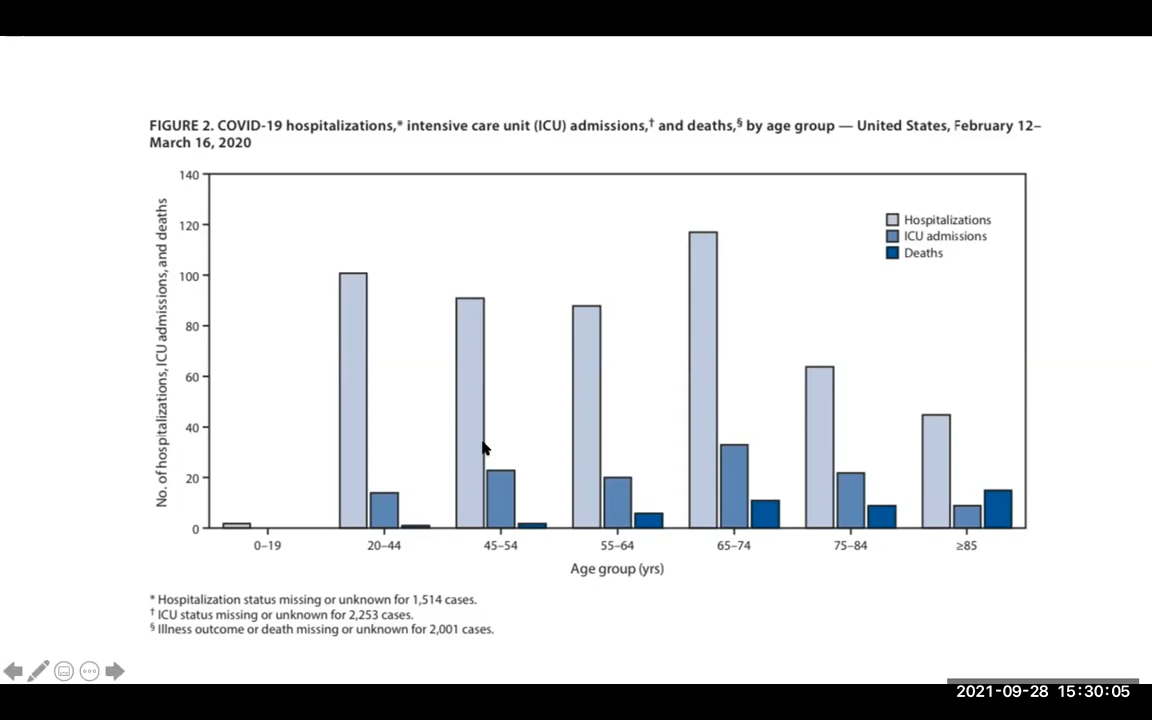 FIGURE 2. COVID-19 hospitalizations,* intensive care unit (ICU) admissions,† and deaths,§ by age group — United States, February 12–
March 16, 2020
No. of hospitalizations, ICU admissions, and deaths
140
120
100
80
60
40
20
0
Hospitalizations
ICU admissions
Deaths
0–19 20–44 45–54 55–64 65–74 75–84 ≥85
Age group (yrs)
* Hospitalization status missing or unknown for 1,514 cases.
† ICU status missing or unknown for 2,253 cases.
§ Illness outcome or death missing or unknown for 2,001 cases.
2021-09-28 15:30:05